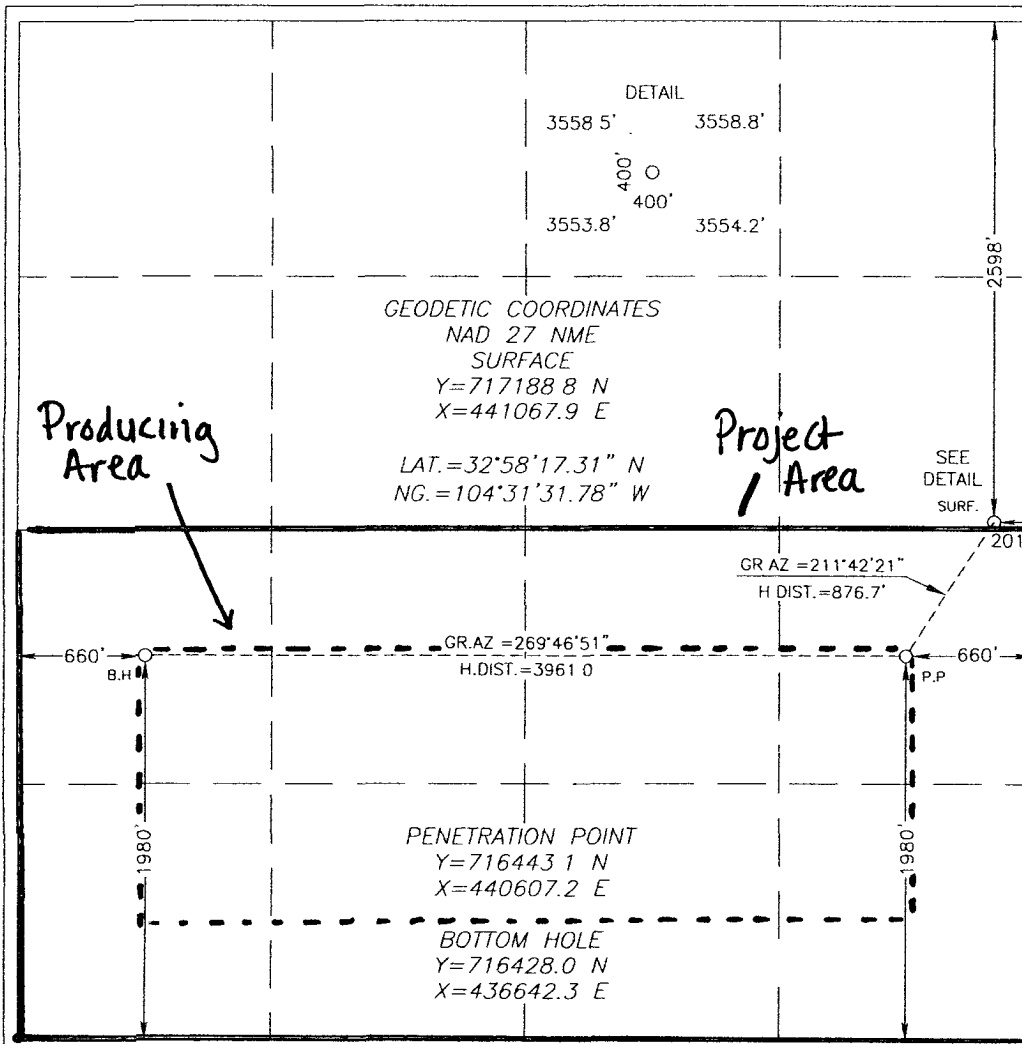 DETAIL
3558 5' 3558.8'
400'
400'
3553.8' 3554.2'
2598'
GEODETIC COORDINATES
NAD 27 NME
SURFACE
Y=717188 8 N
X=441067.9 E
LAT.=32°58'17.31" N
NG.=104°31'31.78" W
Producing
Area
Project
Area
SEE
DETAIL
SURF.
201
GR AZ =211°42'21"
H DIST.=876.7'
660'
B.H
GR.AZ =269°46'51"
H.DIST.=3961 0
660'
P.P
1980'
1980'
PENETRATION POINT
Y=716443 1 N
X=440607.2 E
BOTTOM HOLE
Y=716428.0 N
X=436642.3 E